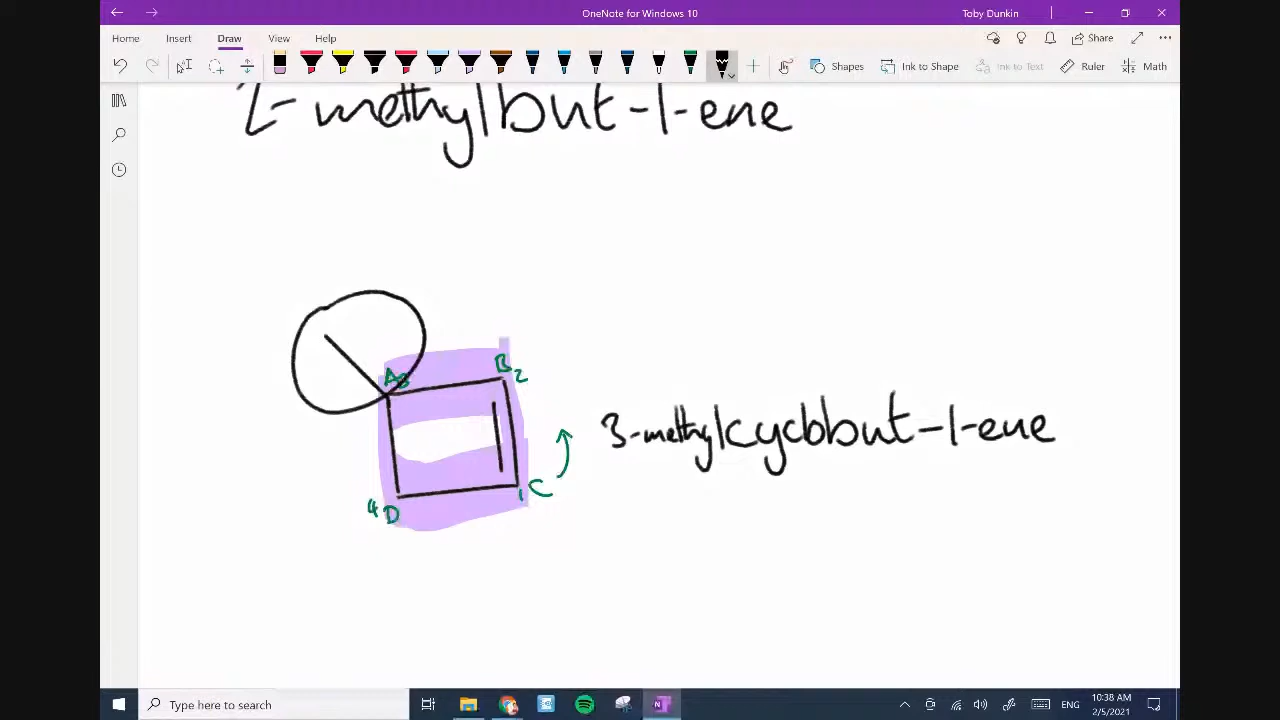 OneNote for Windows 10
Toby Dunkin
Home Insert Draw View Help
Share
Shapes Ink to Shape Ink to Text Ruler Math
2-methylbut-1-ene
A3 B2
3-methylcyclobut-1-ene
1 C
4 D
Type here to search
ENG
10:38 AM
2/5/2021